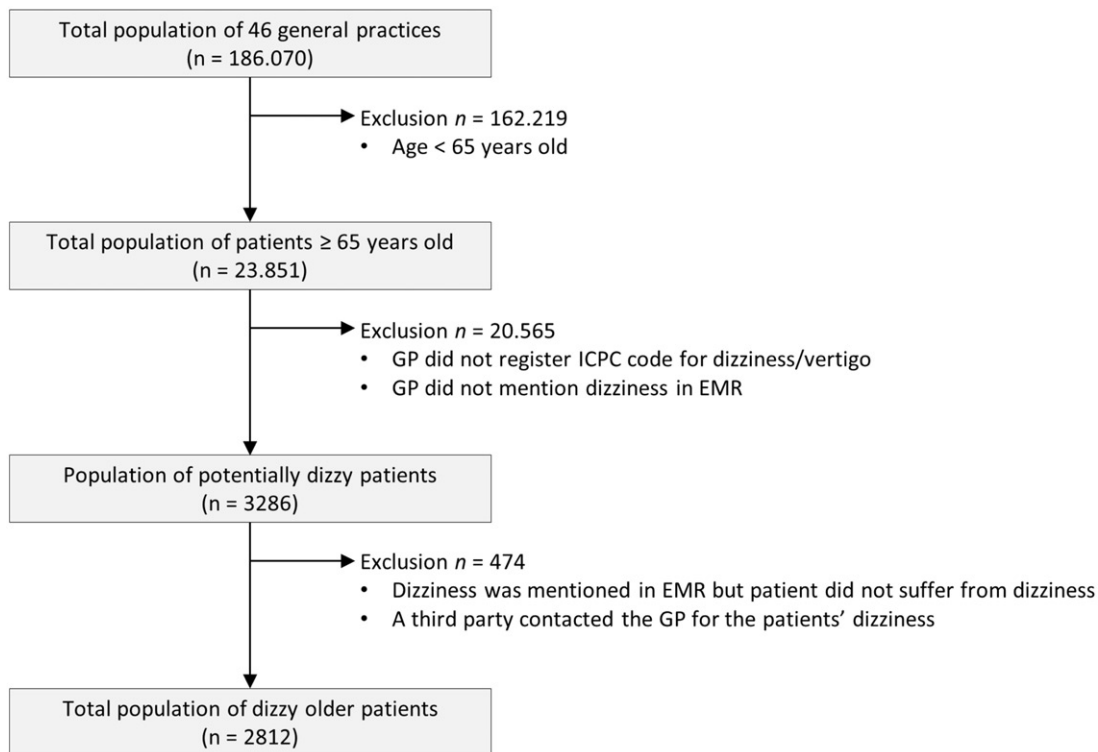 Total population of 46 general practices
(n = 186.070)
Exclusion n = 162.219
• Age < 65 years old
Total population of patients ≥ 65 years old
(n = 23.851)
Exclusion n = 20.565
• GP did not register ICPC code for dizziness/vertigo
• GP did not mention dizziness in EMR
Population of potentially dizzy patients
(n = 3286)
Exclusion n = 474
• Dizziness was mentioned in EMR but patient did not suffer from dizziness
• A third party contacted the GP for the patients’ dizziness
Total population of dizzy older patients
(n = 2812)